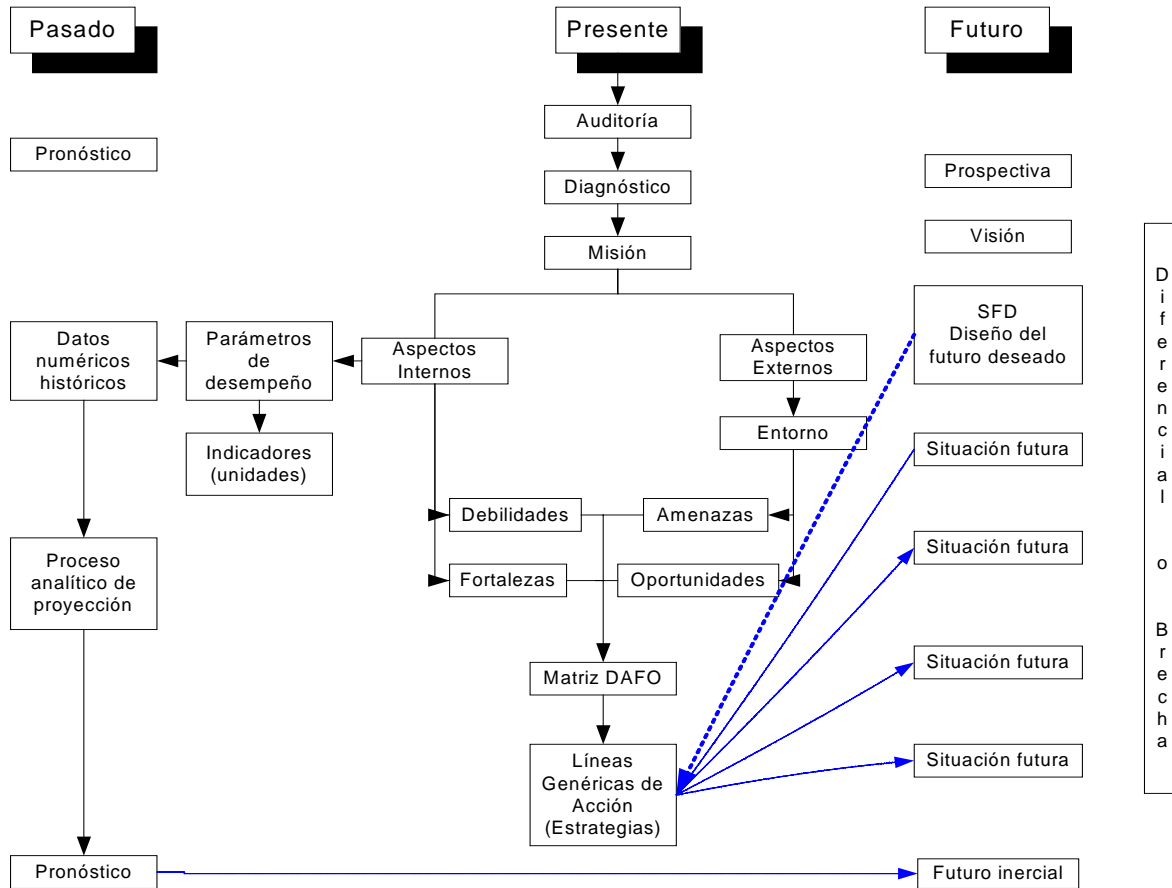 Pasado
Presente
Futuro
Auditoría
Pronóstico
Prospectiva
Diagnóstico
Visión
Misión
SFD
Diseño del
futuro deseado
Datos
numéricos
históricos
Parámetros
de
desempeño
Aspectos
Internos
Aspectos
Externos
Entorno
Indicadores
(unidades)
Situación futura
Debilidades
Amenazas
Situación futura
Proceso
analítico de
proyección
Fortalezas
Oportunidades
Situación futura
Matriz DAFO
Líneas
Genéricas de
Acción
(Estrategias)
Situación futura
Pronóstico
Futuro inercial
Diferencial o Brecha